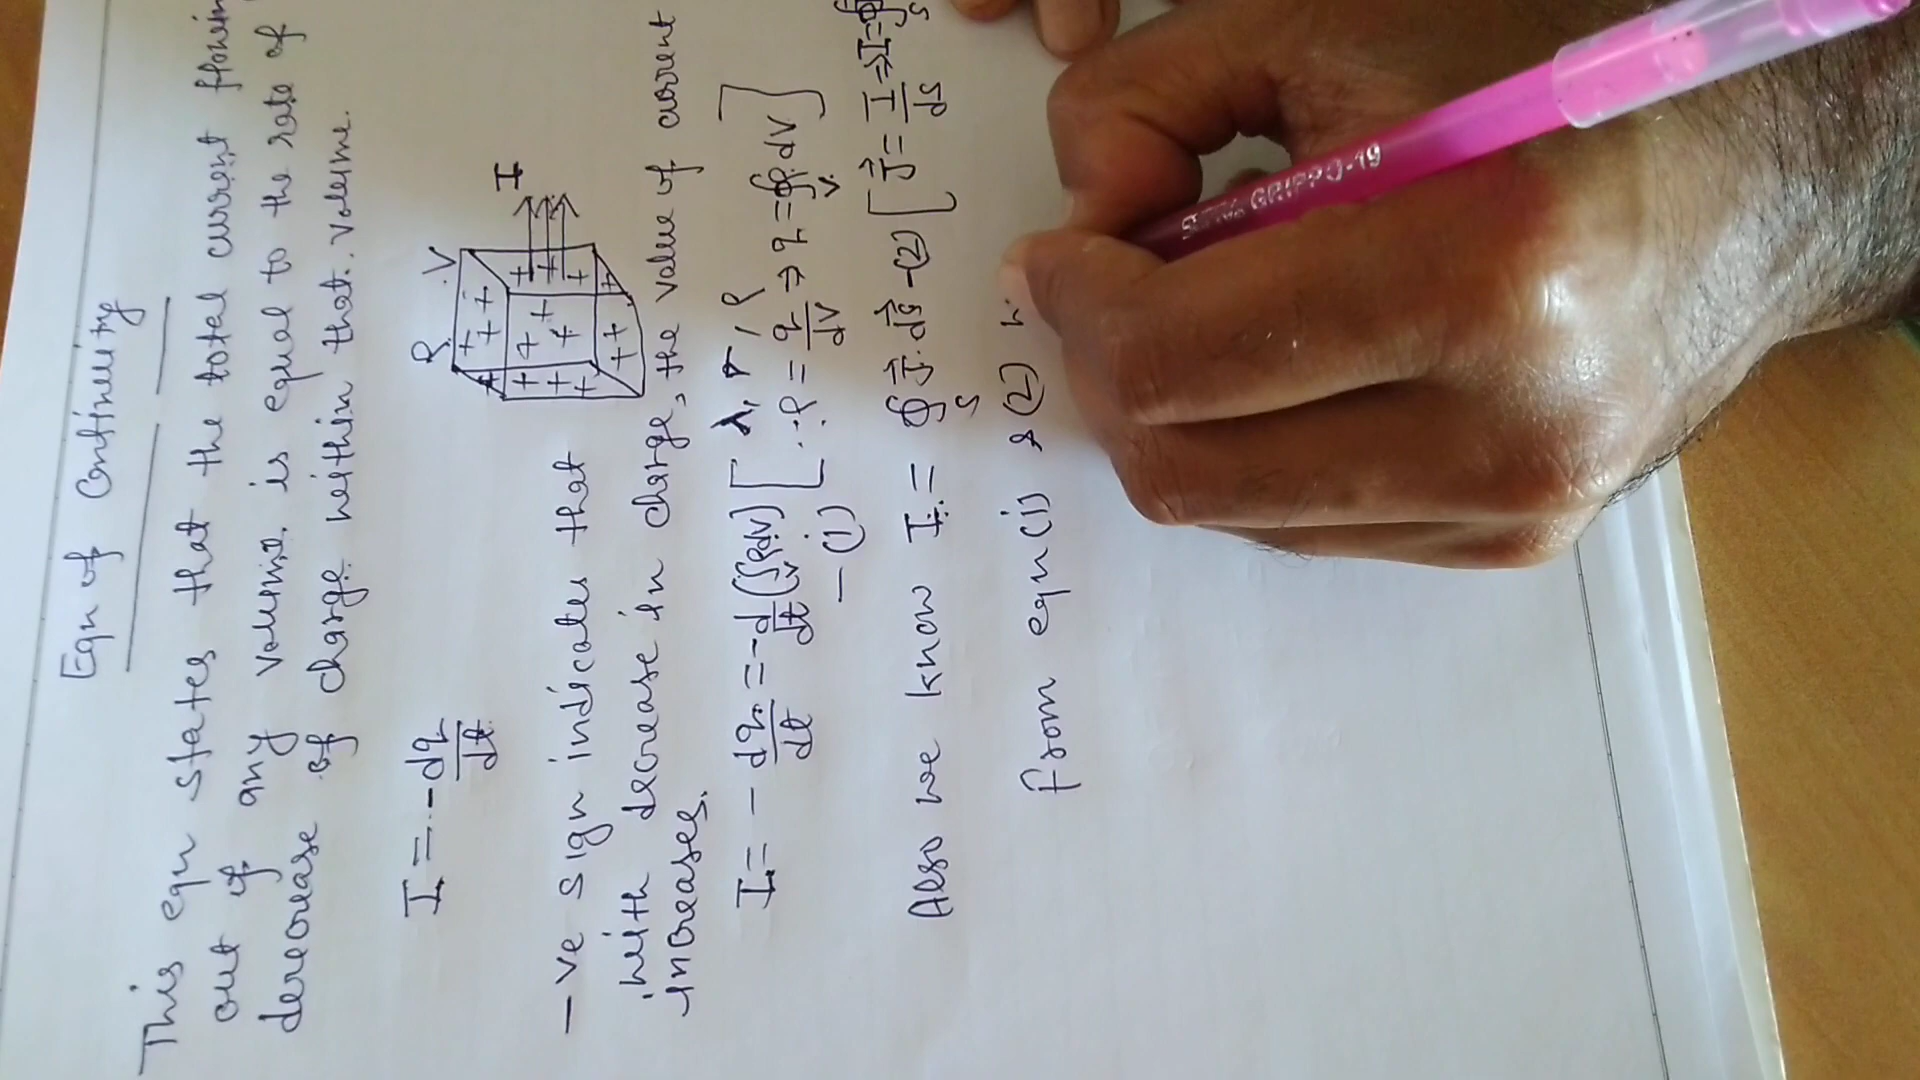 Eqn of Continuity
This eqn states that the total current flowin
out of any volume is equal to the rate of
decrease of charge within that volume.
ρ V I
I = - dq/dt
-ve sign indicates that
with decrease in charge, the value of current
increases.
λ, σ, ρ
I = - dq/dt = - d/dt (∫ρdv) [∴ ρ = q/dV ⇒ q = ∮ρdV]
v v
- (1)
Also we know I = ∮ J⃗.ds⃗ - (2) [J⃗ = I/ds ⇒ I = ∮
s s
From eqn (1) & (2)
GRIPPO-19